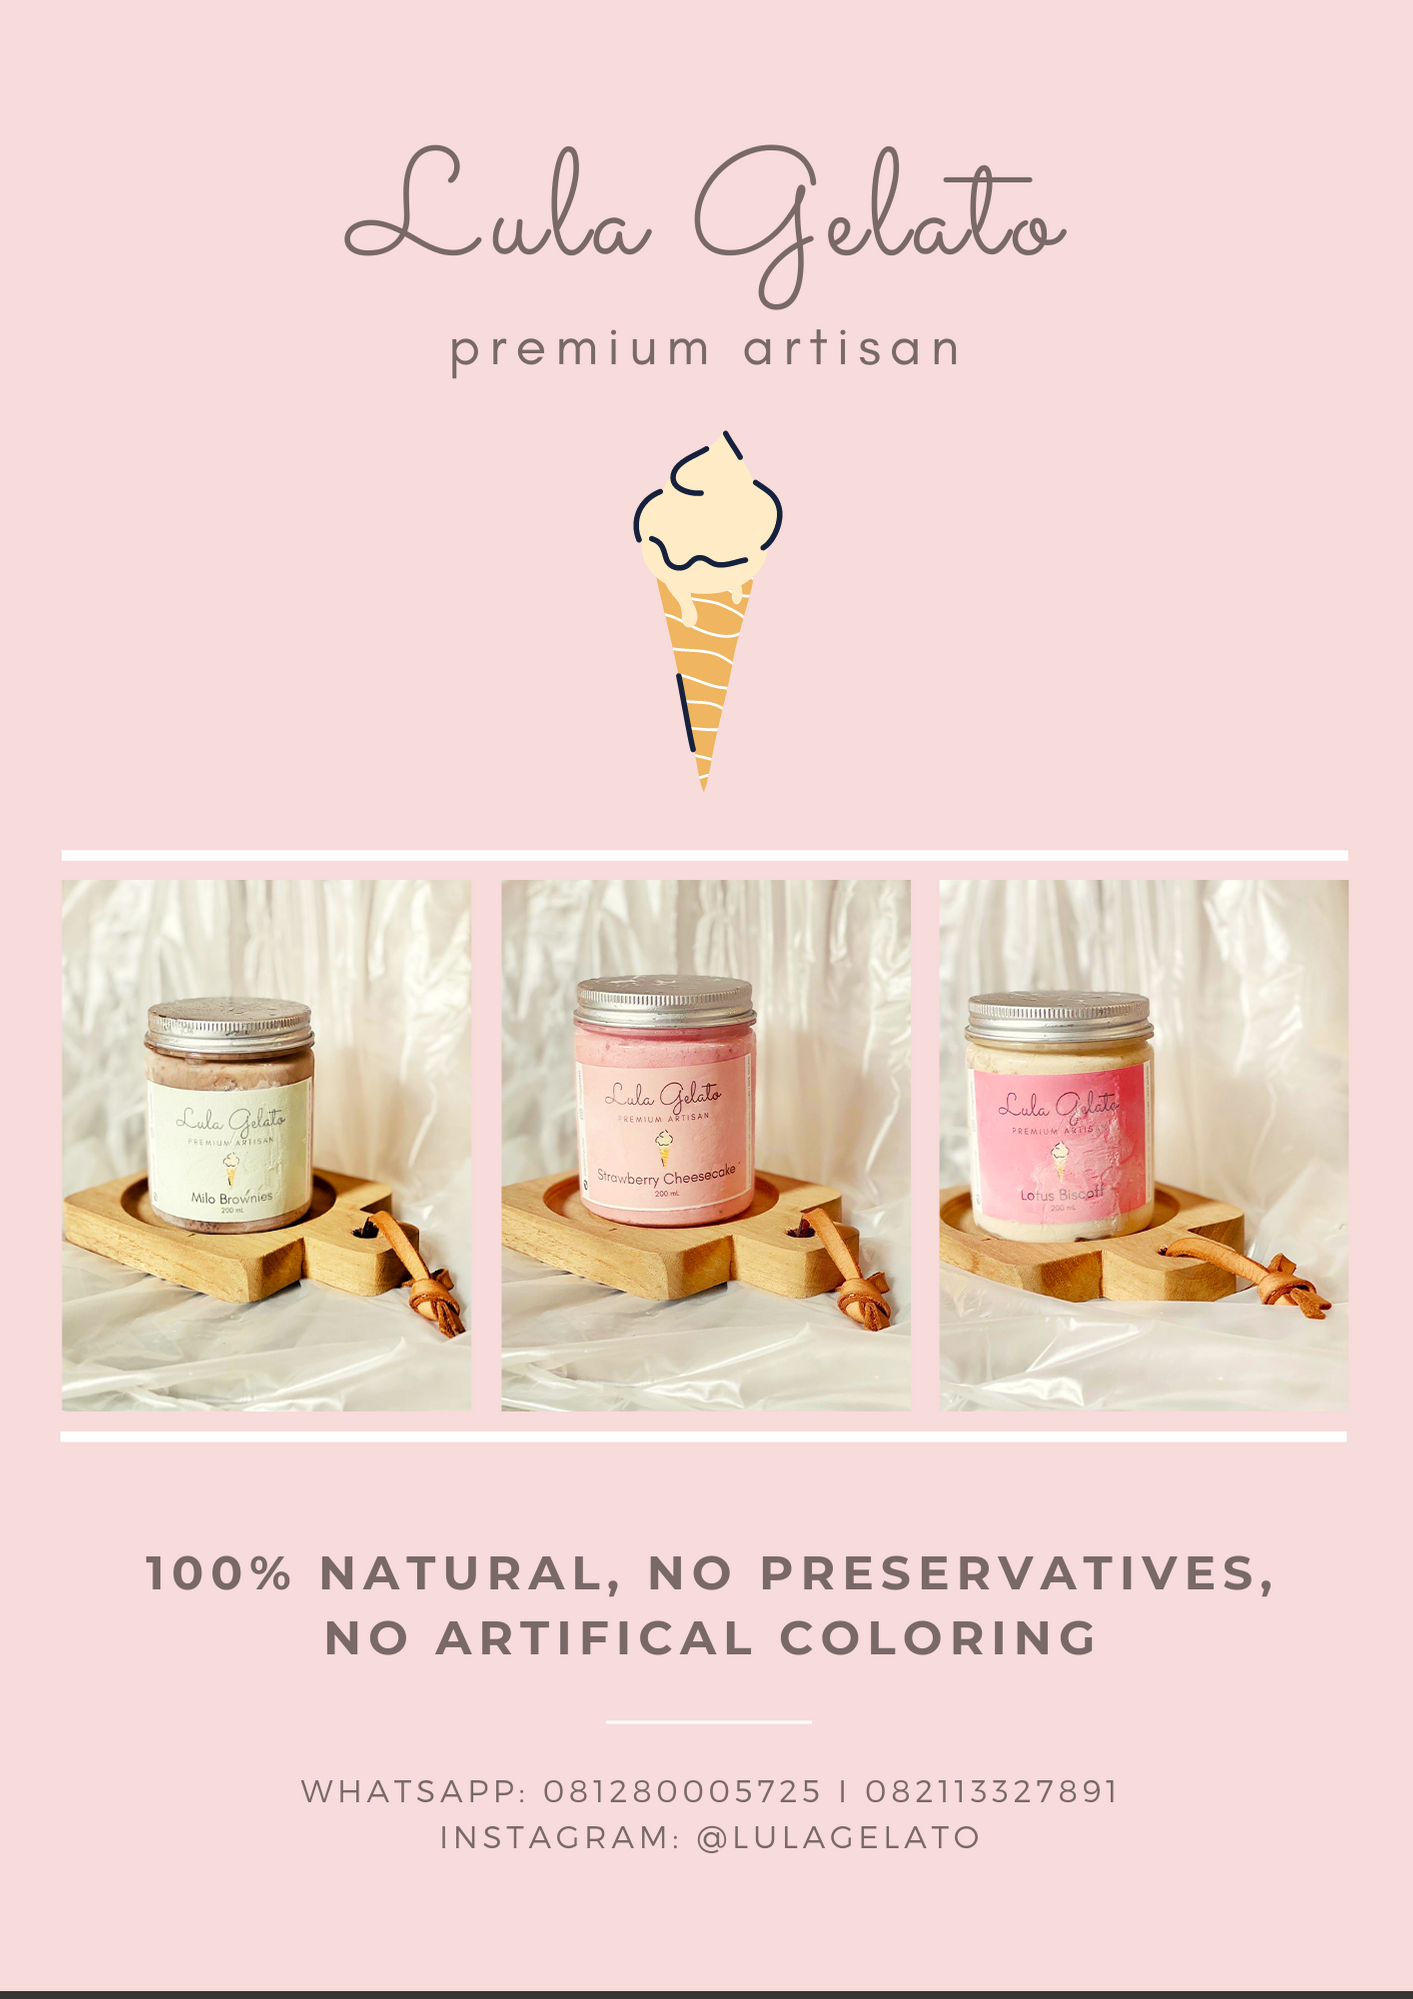 Lula Gelato
premium artisan
Lula Gelato
PREMIUM ARTISAN
Milo Brownies
200 mL
Lula Gelato
PREMIUM ARTISAN
Strawberry Cheesecake
200 mL
Lula Gelato
PREMIUM ARTISAN
Lotus Biscoff
200 mL
100% NATURAL, NO PRESERVATIVES,
NO ARTIFICAL COLORING
WHATSAPP: 081280005725 I 082113327891
INSTAGRAM: @LULAGELATO